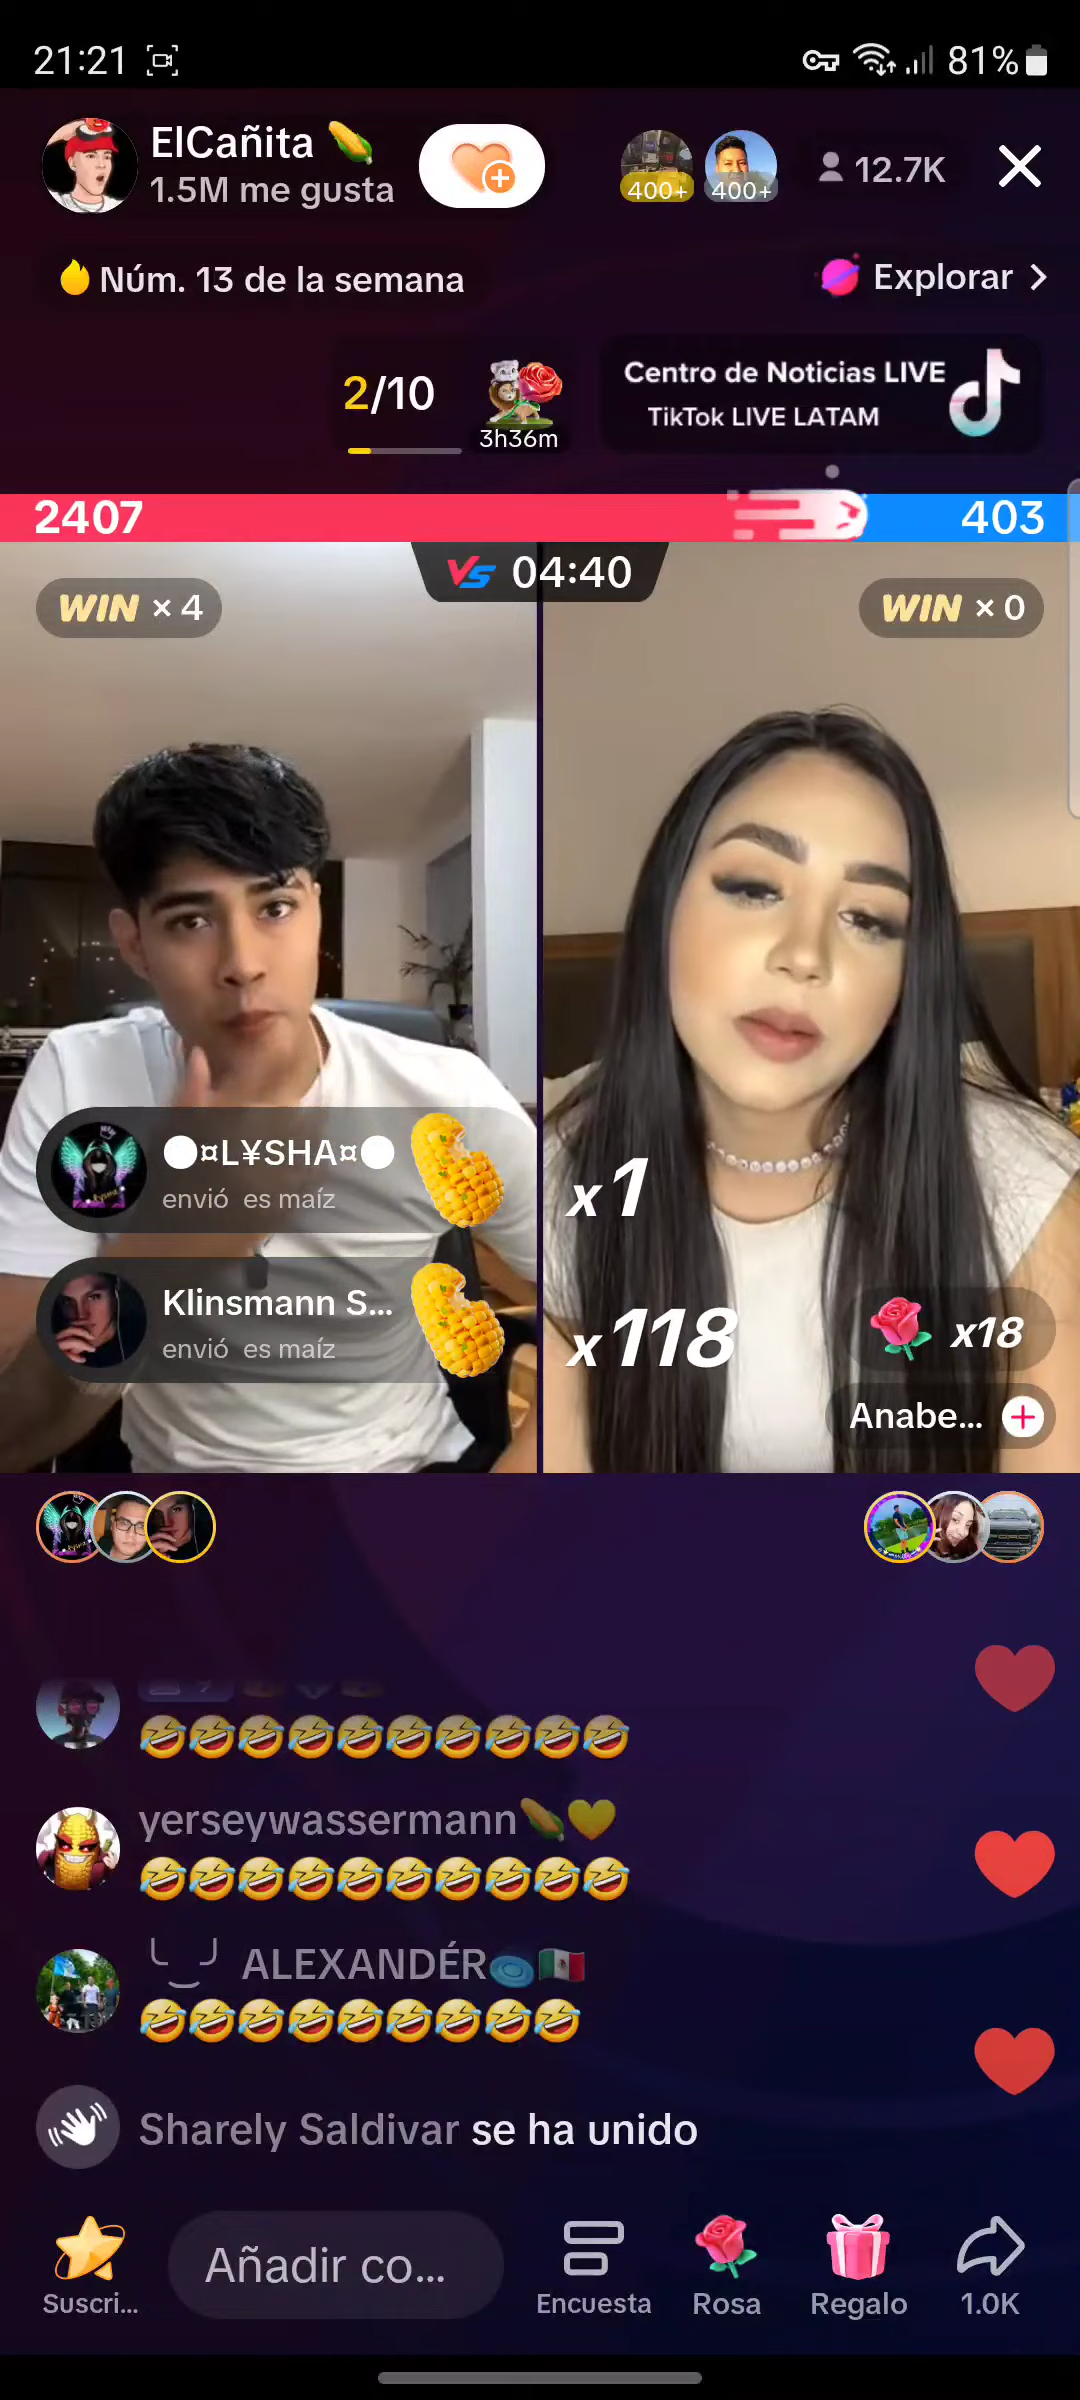 21:21
81%
ElCañita
1.5M me gusta
400+
400+
12.7K
Núm. 13 de la semana
Explorar
2/10
3h36m
Centro de Noticias LIVE
TikTok LIVE LATAM
2407
403
VS 04:40
WIN × 4
WIN × 0
●¤L¥SHA¤●
envió es maíz
x1
Klinsmann S...
envió es maíz
x118
x18
Anabe...
yerseywassermann
ALEXANDÉR
Sharely Saldivar se ha unido
Suscri...
Añadir co...
Encuesta
Rosa
Regalo
1.0K